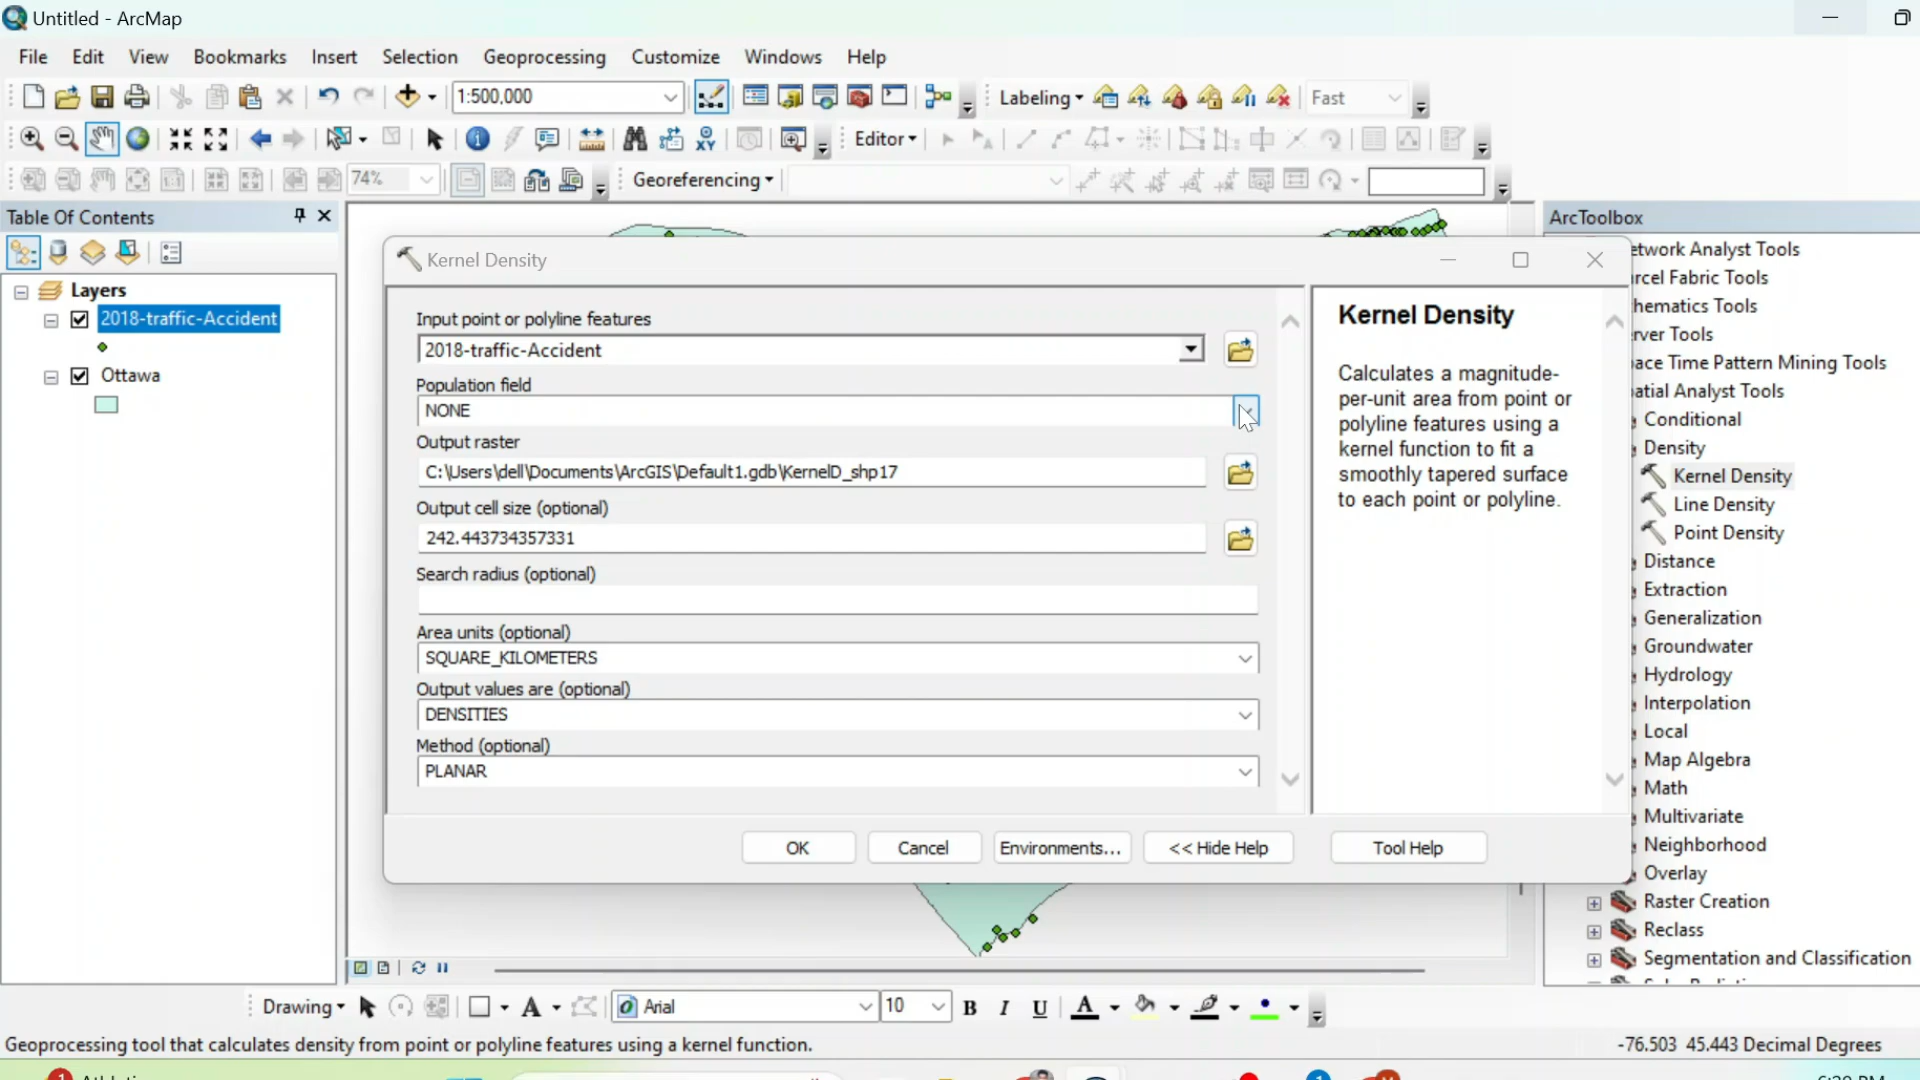 Untitled - ArcMap
File Edit View Bookmarks Insert Selection Geoprocessing Customize Windows Help
1:500,000 Labeling Fast
Editor
74% Georeferencing
Table Of Contents
Layers
2018-traffic-Accident
Ottawa
Kernel Density
Input point or polyline features
2018-traffic-Accident
Population field
NONE
Output raster
C:\Users\dell\Documents\ArcGIS\Default1.gdb\KernelD_shp17
Output cell size (optional)
242.443734357331
Search radius (optional)
Area units (optional)
SQUARE_KILOMETERS
Output values are (optional)
DENSITIES
Method (optional)
PLANAR
OK Cancel Environments... << Hide Help Tool Help
Kernel Density
Calculates a magnitude-
per-unit area from point or
polyline features using a
kernel function to fit a
smoothly tapered surface
to each point or polyline.
ArcToolbox
etwork Analyst Tools
rcel Fabric Tools
hematics Tools
rver Tools
ace Time Pattern Mining Tools
atial Analyst Tools
Conditional
Density
Kernel Density
Line Density
Point Density
Distance
Extraction
Generalization
Groundwater
Hydrology
Interpolation
Local
Map Algebra
Math
Multivariate
Neighborhood
Overlay
Raster Creation
Reclass
Segmentation and Classification
Drawing A Arial 10 B I U A
Geoprocessing tool that calculates density from point or polyline features using a kernel function.
-76.503 45.443 Decimal Degrees